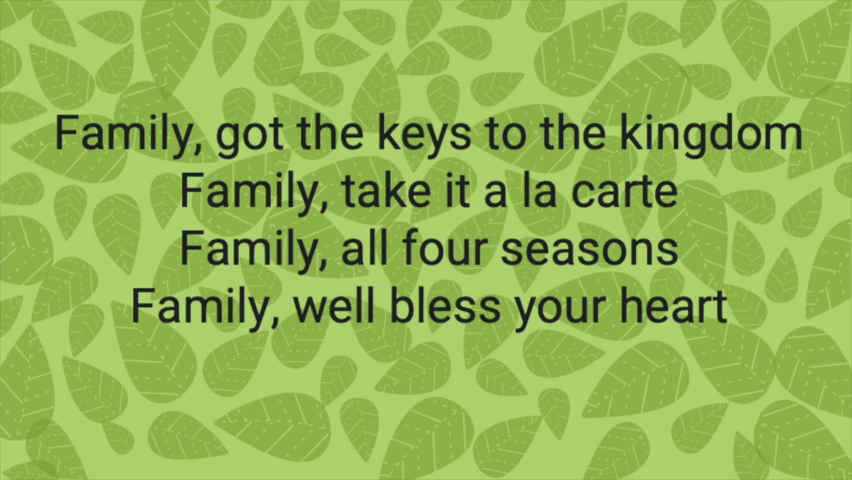 Family, got the keys to the kingdom
Family, take it a la carte
Family, all four seasons
Family, well bless your heart